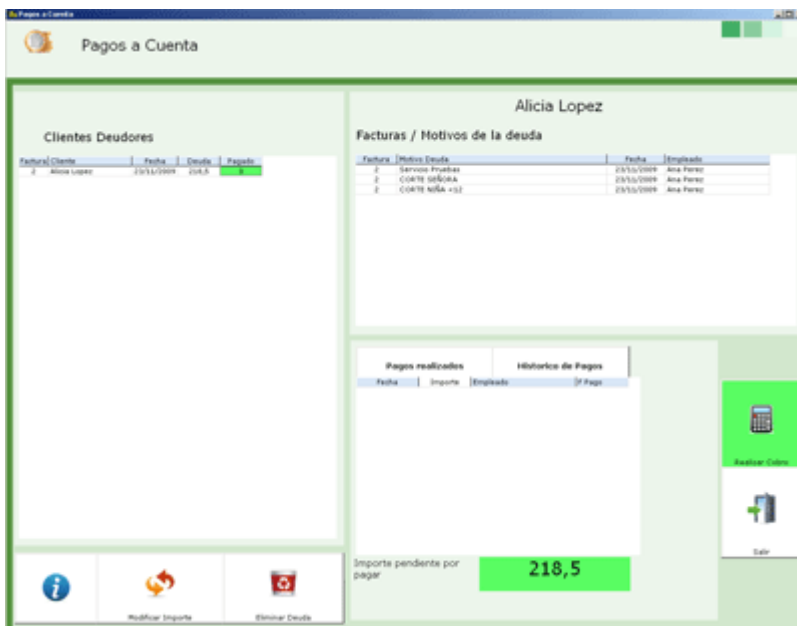 Pagos a Cuenta
Pagos a Cuenta
Alicia Lopez
Clientes Deudores
Facturas / Motivos de la deuda
Factura Cliente Fecha Deuda Pagado
2 Alicia Lopez 23/11/2009 218,5
Factura Motivo Deuda Fecha Empleado
2 Servicio Pruebas 23/11/2009 Ana Perez
2 CORTE SEÑORA 23/11/2009 Ana Perez
2 CORTE NIÑA <12 23/11/2009 Ana Perez
Pagos realizados Historico de Pagos
Fecha Importe Empleado F Pago
Realizar Cobro
Salir
Importe pendiente por
pagar
218,5
Modificar Importe
Eliminar Deuda